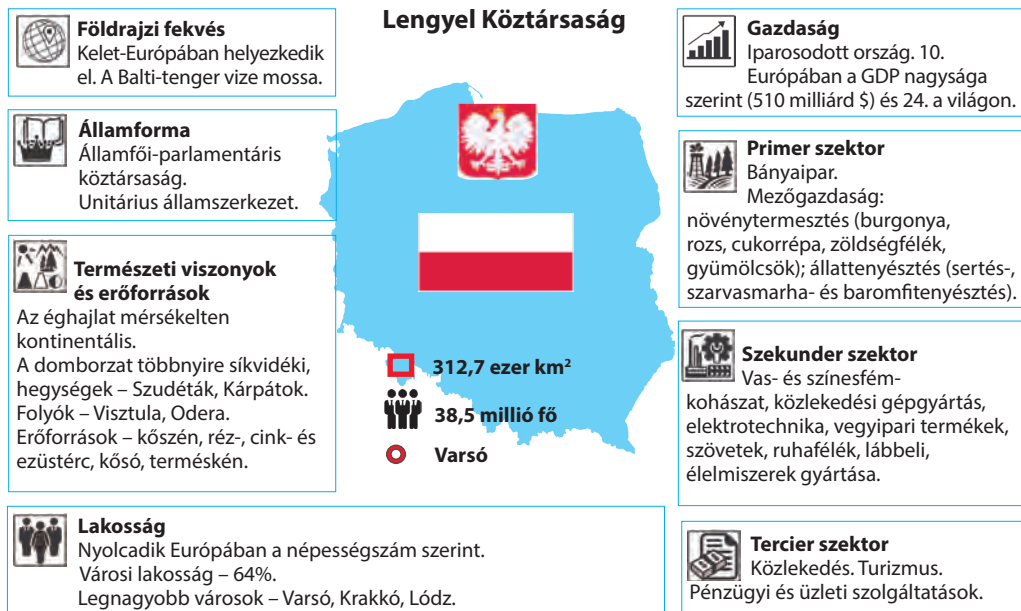 Lengyel Köztársaság
Földrajzi fekvés
Kelet-Európában helyezkedik
el. A Balti-tenger vize mossa.
Államforma
Államfői-parlamentáris
köztársaság.
Unitárius államszerkezet.
Természeti viszonyok
és erőforrások
Az éghajlat mérsékelten
kontinentális.
A domborzat többnyire síkvidéki,
hegységek – Szudéták, Kárpátok.
Folyók – Visztula, Odera.
Erőforrások – kőszén, réz-, cink- és
ezüstérc, kősó, terméskén.
312,7 ezer km²
38,5 millió fő
Varsó
Lakosság
Nyolcadik Európában a népességszám szerint.
Városi lakosság – 64%.
Legnagyobb városok – Varsó, Krakkó, Lódz.
Gazdaság
Iparosodott ország. 10.
Európában a GDP nagysága
szerint (510 milliárd $) és 24. a világon.
Primer szektor
Bányaipar.
Mezőgazdaság:
növénytermesztés (burgonya,
rozs, cukorrépa, zöldségfélék,
gyümölcsök); állattenyésztés (sertés-,
szarvasmarha- és baromfitenyésztés).
Szekunder szektor
Vas- és színesfém-
kohászat, közlekedési gépgyártás,
elektrotechnika, vegyipari termékek,
szövetek, ruhafélék, lábbeli,
élelmiszerek gyártása.
Tercier szektor
Közlekedés. Turizmus.
Pénzügyi és üzleti szolgáltatások.